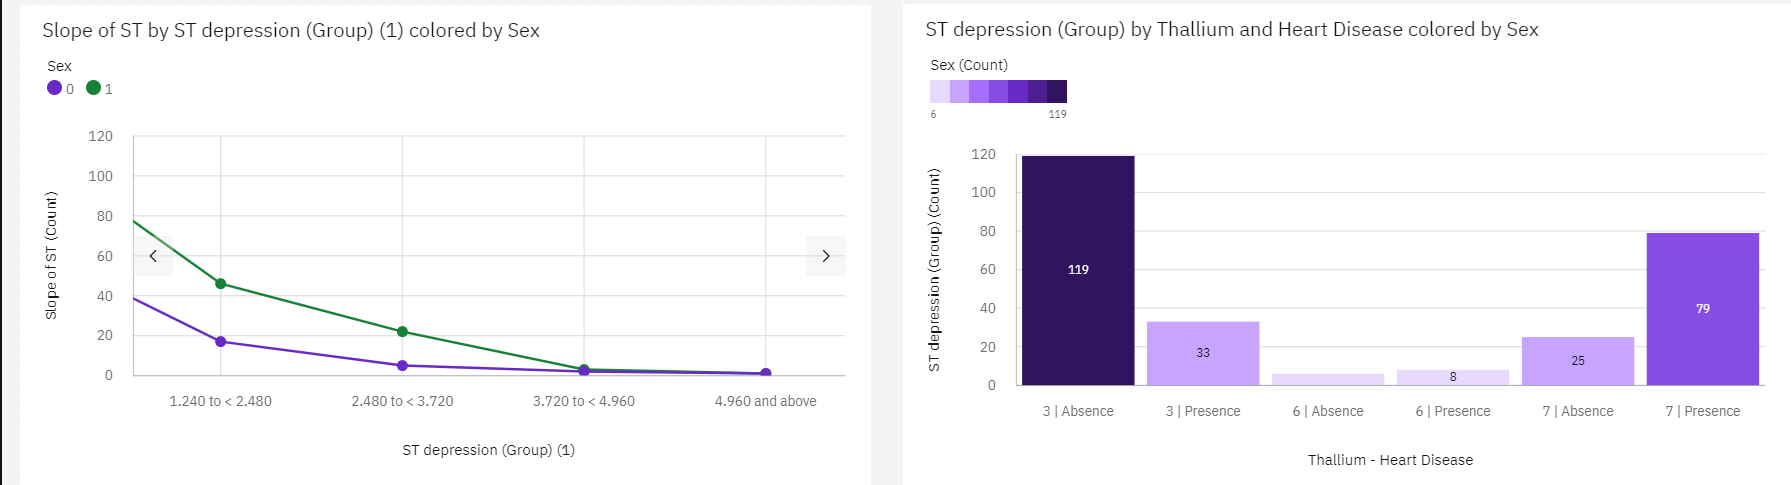 Slope of ST by ST depression (Group) (1) colored by Sex
Sex
0 1
120
100
80
60
40
20
0
Slope of ST (Count)
1.240 to < 2.480 2.480 to < 3.720 3.720 to < 4.960 4.960 and above
ST depression (Group) (1)
ST depression (Group) by Thallium and Heart Disease colored by Sex
Sex (Count)
6 119
120
100
80
60
40
20
0
ST depression (Group) (Count)
119
33
8
25
79
3 | Absence 3 | Presence 6 | Absence 6 | Presence 7 | Absence 7 | Presence
Thallium - Heart Disease